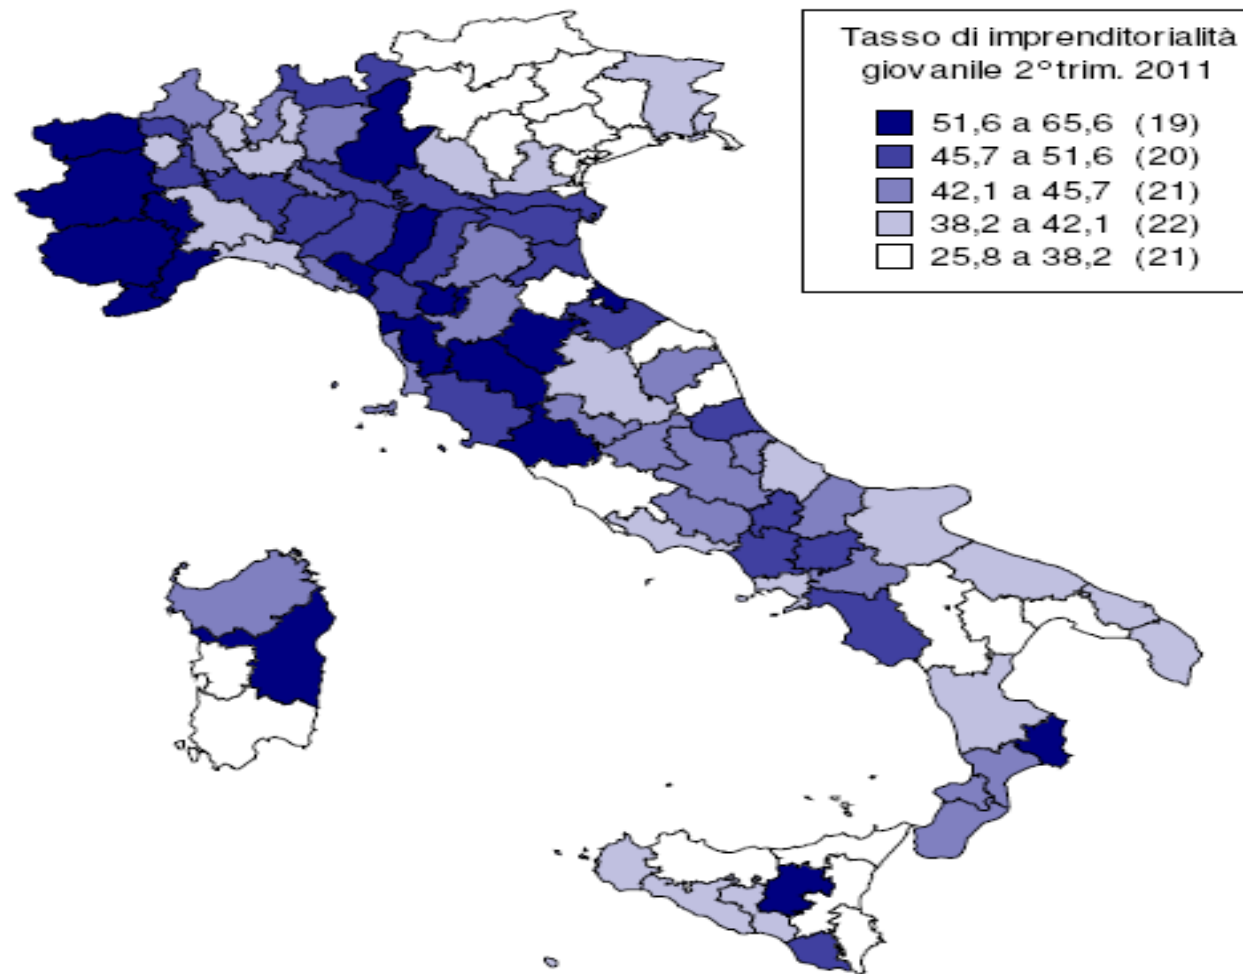 Tasso di imprenditorialità
giovanile 2° trim. 2011
51,6 a 65,6 (19)
45,7 a 51,6 (20)
42,1 a 45,7 (21)
38,2 a 42,1 (22)
25,8 a 38,2 (21)